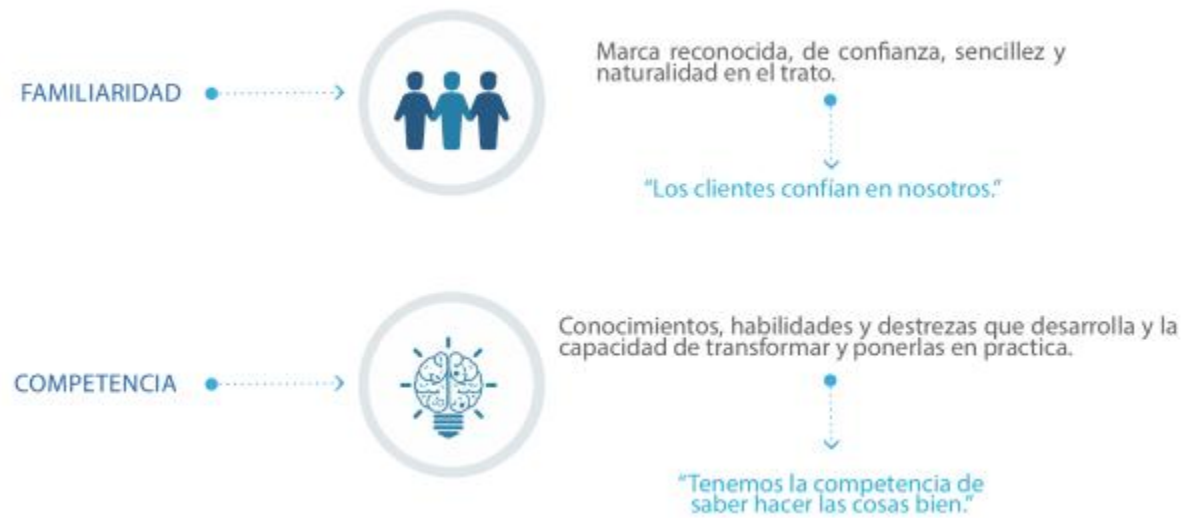 FAMILIARIDAD
Marca reconocida, de confianza, sencillez y
naturalidad en el trato.
"Los clientes confían en nosotros."
COMPETENCIA
Conocimientos, habilidades y destrezas que desarrolla y la
capacidad de transformar y ponerlas en practica.
"Tenemos la competencia de
saber hacer las cosas bien."